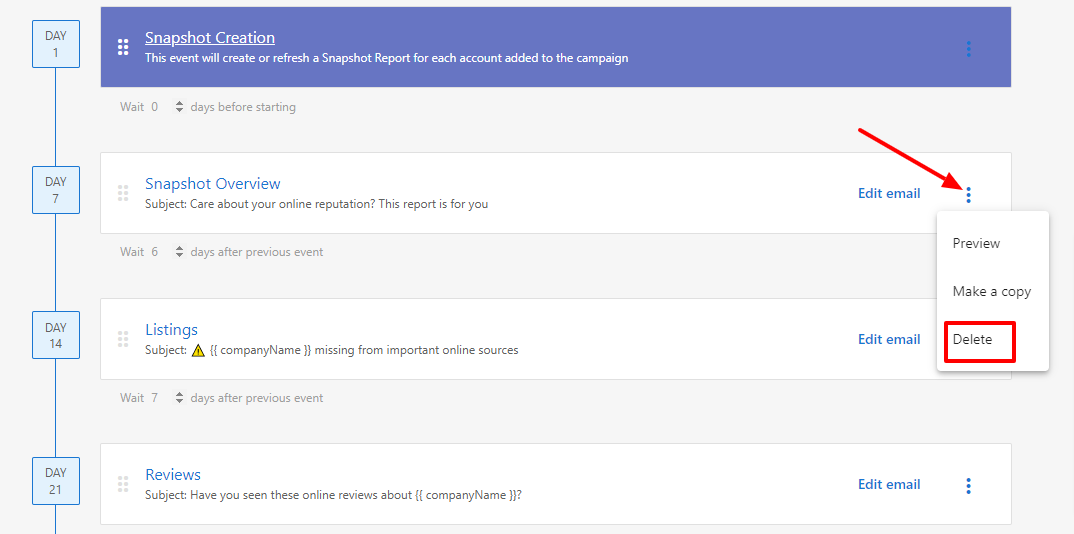 DAY
1
Snapshot Creation
This event will create or refresh a Snapshot Report for each account added to the campaign
Wait 0 days before starting
DAY
7
Snapshot Overview
Subject: Care about your online reputation? This report is for you
Edit email
Wait 6 days after previous event
Preview
Make a copy
Delete
DAY
14
Listings
Subject: ⚠ {{ companyName }} missing from important online sources
Edit email
Wait 7 days after previous event
DAY
21
Reviews
Subject: Have you seen these online reviews about {{ companyName }}?
Edit email